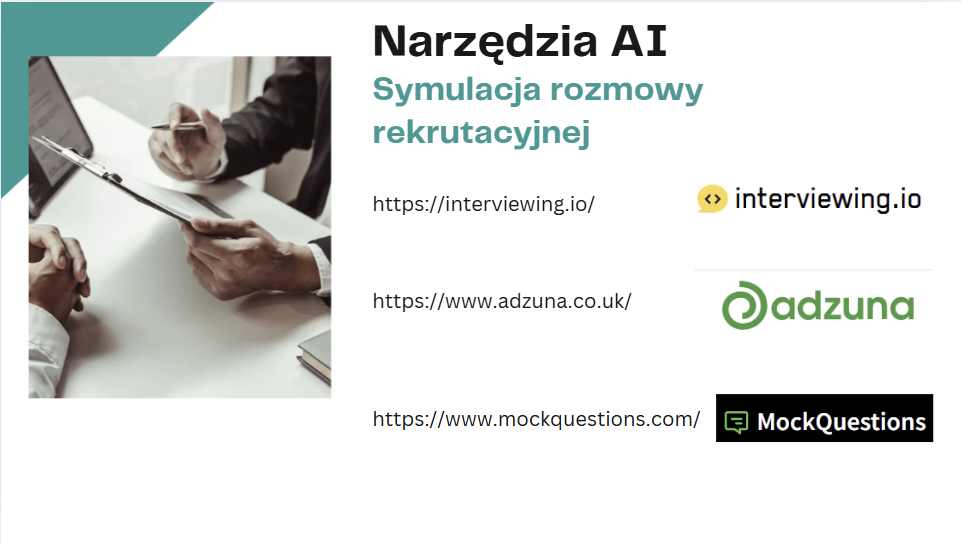 Narzędzia AI
Symulacja rozmowy
rekrutacyjnej
https://interviewing.io/
interviewing.io
https://www.adzuna.co.uk/
adzuna
https://www.mockquestions.com/
MockQuestions